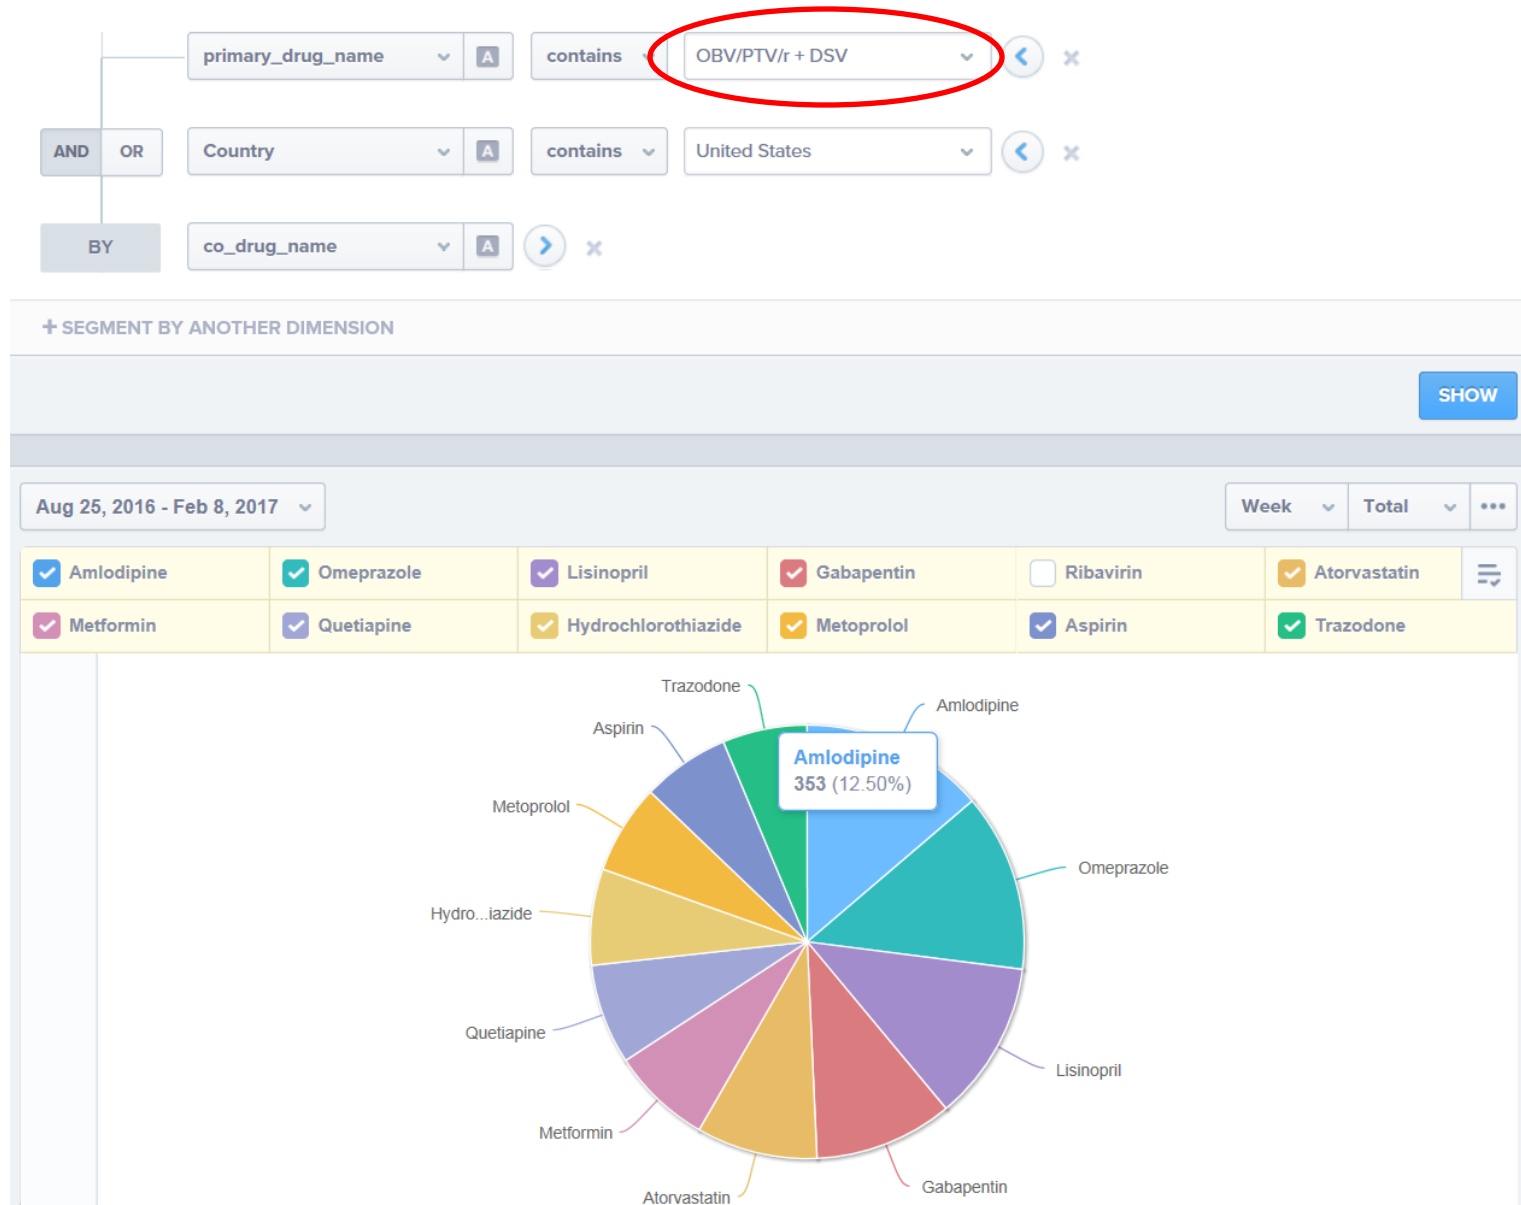 primary_drug_name A contains OBV/PTV/r + DSV
AND OR Country A contains United States
BY co_drug_name A
+ SEGMENT BY ANOTHER DIMENSION
SHOW
Aug 25, 2016 - Feb 8, 2017 Week Total
Amlodipine Omeprazole Lisinopril Gabapentin Ribavirin Atorvastatin
Metformin Quetiapine Hydrochlorothiazide Metoprolol Aspirin Trazodone
Trazodone
Amlodipine
Aspirin
Amlodipine
353 (12.50%)
Metoprolol
Omeprazole
Hydro...iazide
Quetiapine
Lisinopril
Metformin
Gabapentin
Atorvastatin